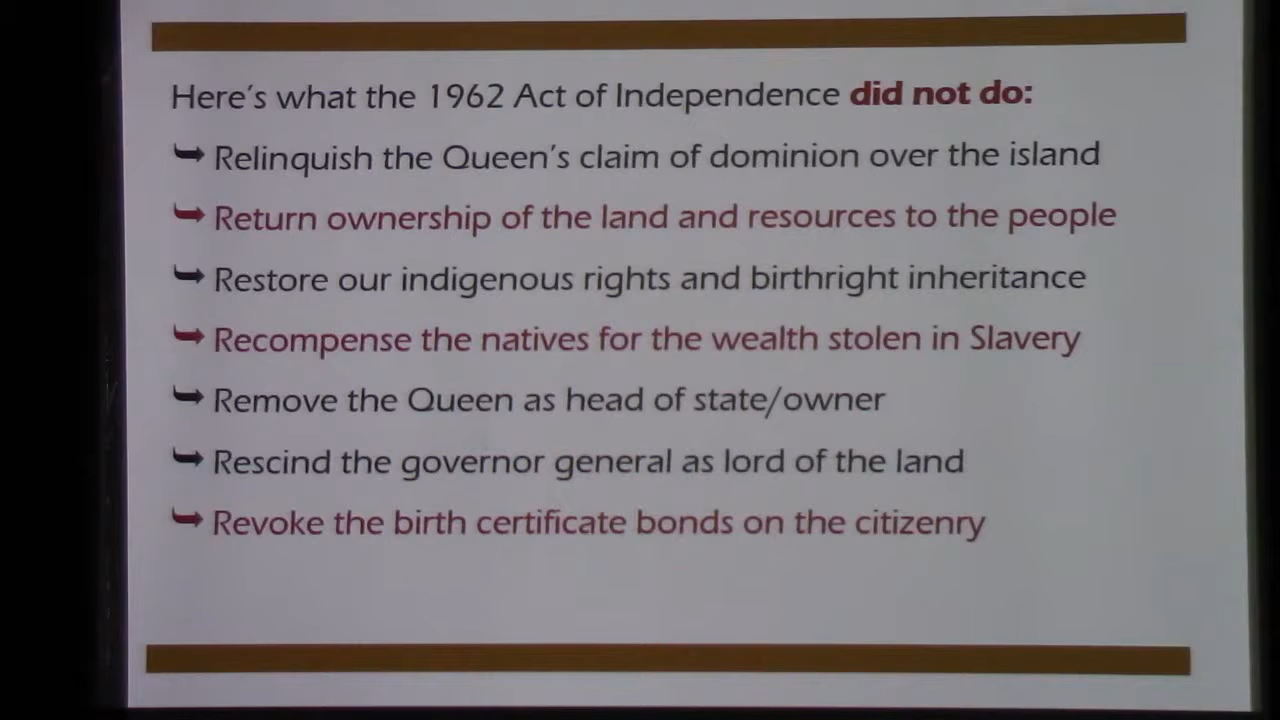 Here's what the 1962 Act of Independence did not do:
➥ Relinquish the Queen's claim of dominion over the island
➥ Return ownership of the land and resources to the people
➥ Restore our indigenous rights and birthright inheritance
➥ Recompense the natives for the wealth stolen in Slavery
➥ Remove the Queen as head of state/owner
➥ Rescind the governor general as lord of the land
➥ Revoke the birth certificate bonds on the citizenry